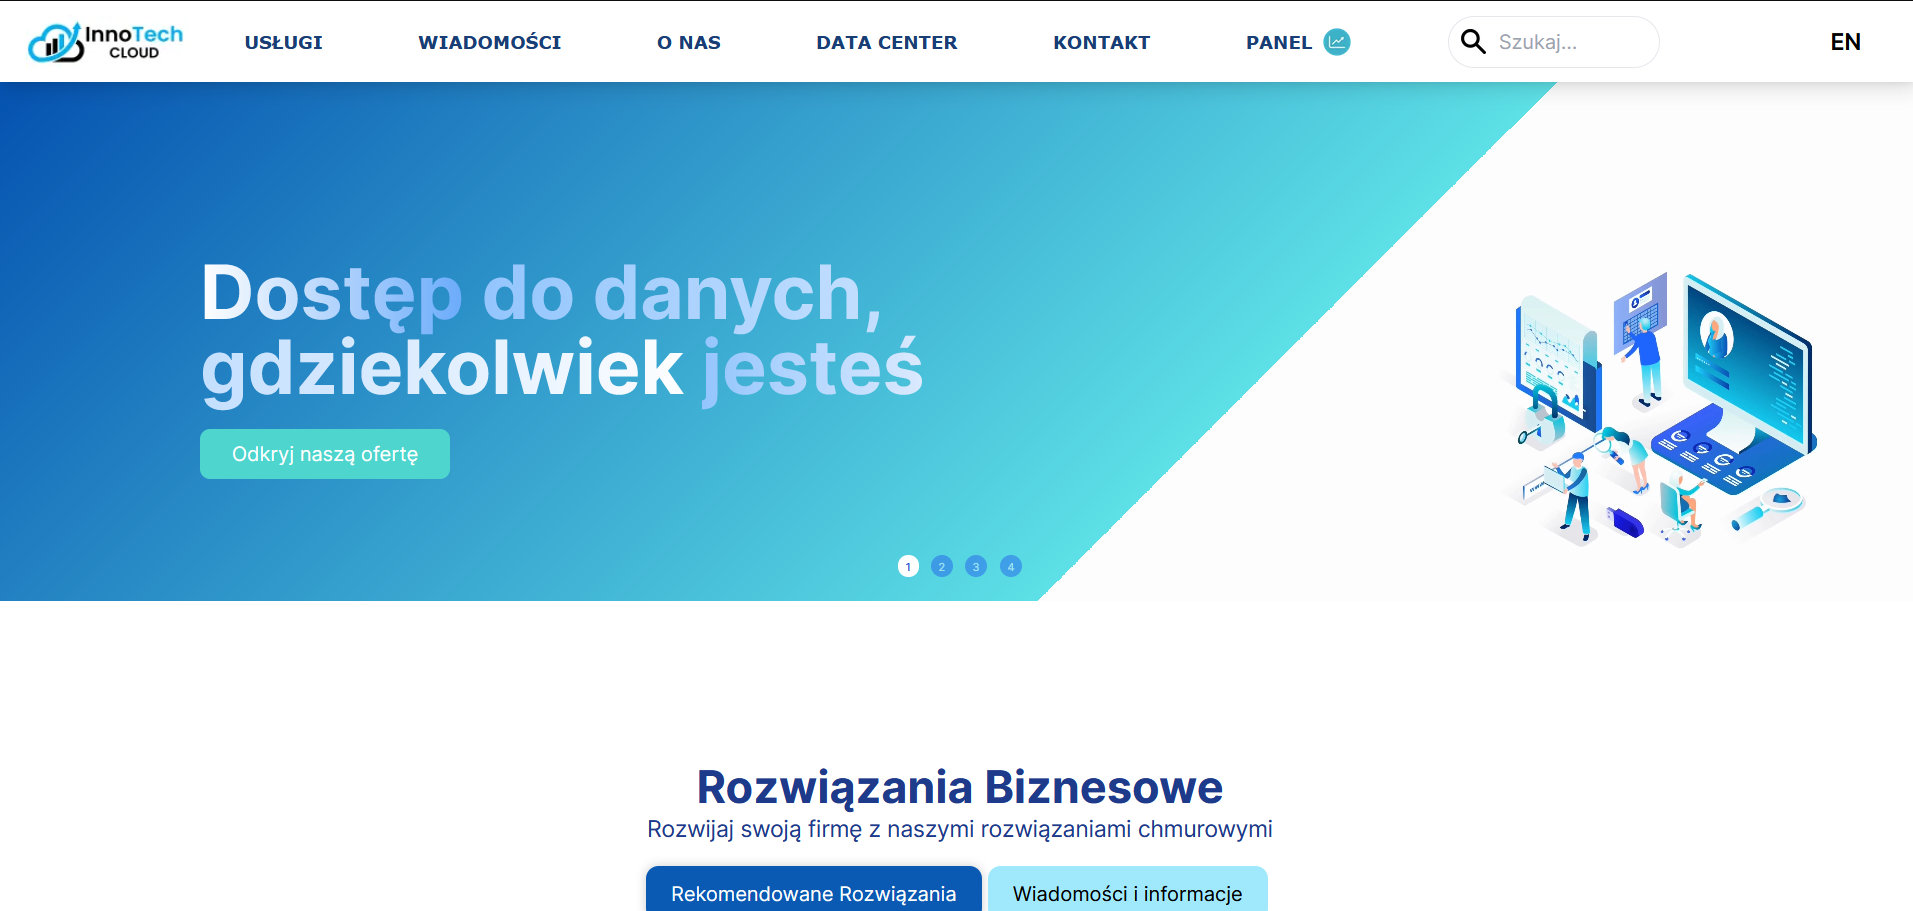 InnoTech
CLOUD
USŁUGI
WIADOMOŚCI
O NAS
DATA CENTER
KONTAKT
PANEL
Szukaj...
EN
Dostęp do danych,
gdziekolwiek jesteś
Odkryj naszą ofertę
1 2 3 4
Rozwiązania Biznesowe
Rozwijaj swoją firmę z naszymi rozwiązaniami chmurowymi
Rekomendowane Rozwiązania
Wiadomości i informacje